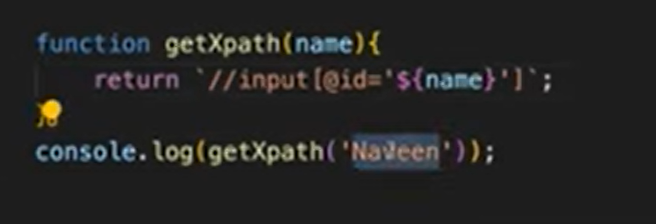 function getXpath(name){
return `//input[@id='${name}']`;
}
console.log(getXpath('Naveen'));